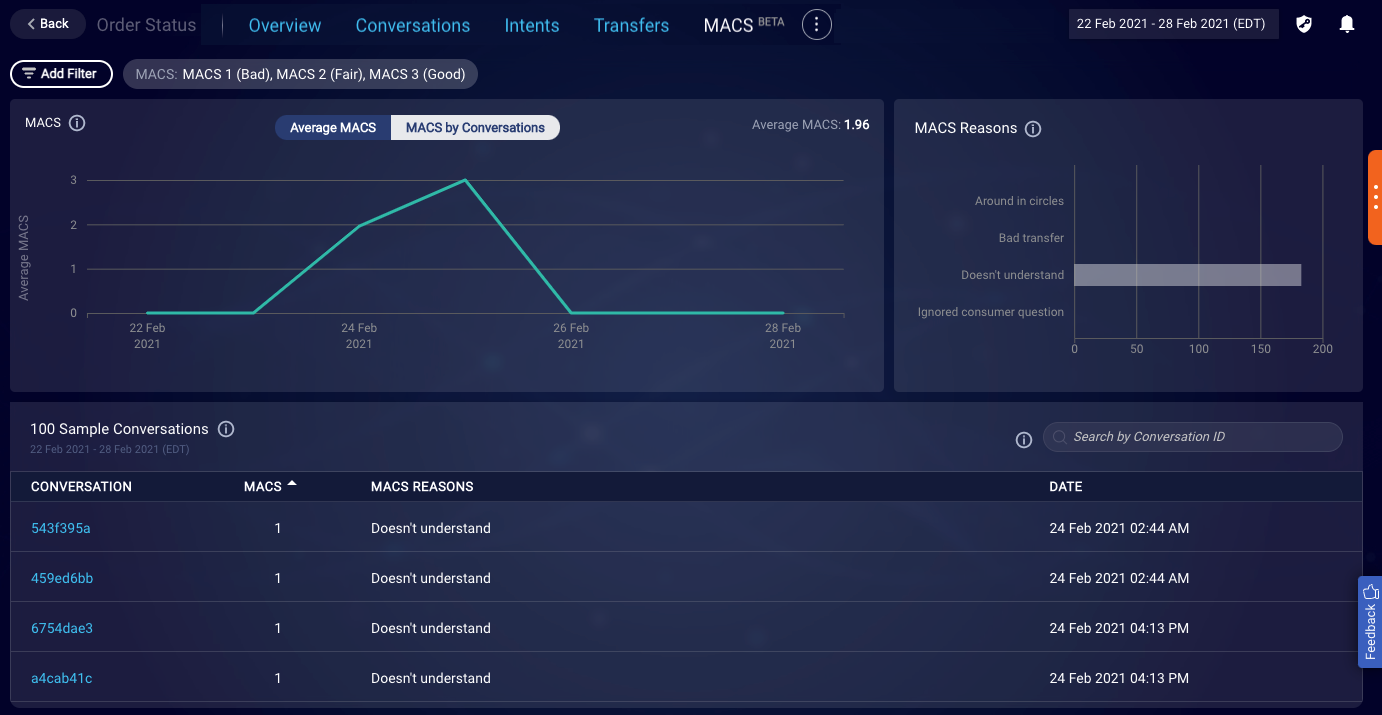 Back Order Status Overview Conversations Intents Transfers MACS BETA 22 Feb 2021 - 28 Feb 2021 (EDT)
Add Filter MACS: MACS 1 (Bad), MACS 2 (Fair), MACS 3 (Good)
MACS Average MACS MACS by Conversations Average MACS: 1.96
Average MACS
3
2
1
0
22 Feb 2021
24 Feb 2021
26 Feb 2021
28 Feb 2021
MACS Reasons
Around in circles
Bad transfer
Doesn't understand
Ignored consumer question
0 50 100 150 200
100 Sample Conversations
22 Feb 2021 - 28 Feb 2021 (EDT)
Search by Conversation ID
CONVERSATION MACS MACS REASONS DATE
543f395a 1 Doesn't understand 24 Feb 2021 02:44 AM
459ed6bb 1 Doesn't understand 24 Feb 2021 02:44 AM
6754dae3 1 Doesn't understand 24 Feb 2021 04:13 PM
a4cab41c 1 Doesn't understand 24 Feb 2021 04:13 PM
Feedback